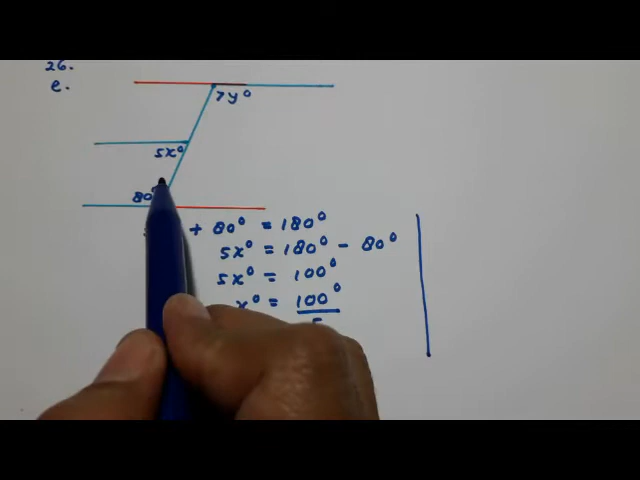 26.
e.
7y°
5x°
80°
+ 80° = 180°
5x° = 180° - 80°
5x° = 100°
x° = 100°